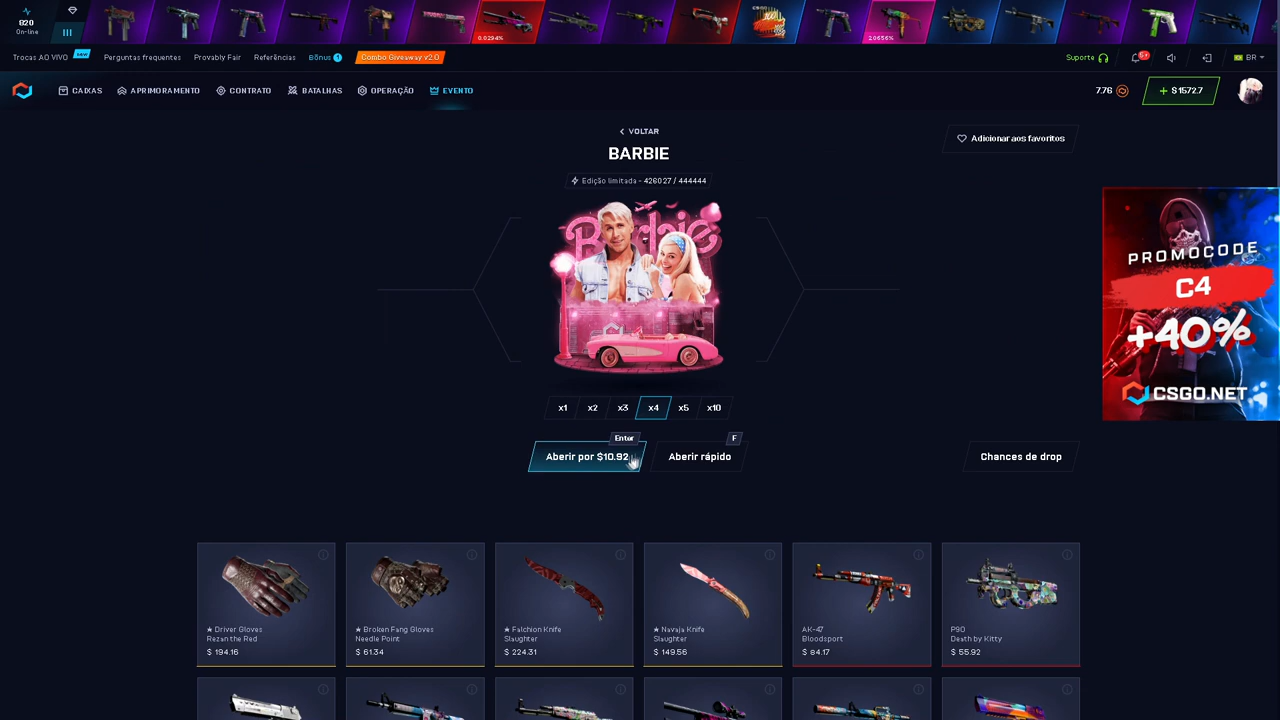 820
On-line
0.0294%
2.0656%
Trocas AO VIVO
NEW
Perguntas frequentes
Provably Fair
Referências
Bônus 1
Combo Giveaway v2.0
Suporte
5+
BR
CAIXAS
APRIMORAMENTO
CONTRATO
BATALHAS
OPERAÇÃO
EVENTO
7.76
+ $ 1572.7
VOLTAR
BARBIE
Adicionar aos favoritos
Edição limitada - 426027 / 444444
Barbie
PROMOCODE
C4
+40%
CSGO.NET
x1
x2
x3
x4
x5
x10
Enter
F
Aberir por $10.92
Aberir rápido
Chances de drop
★ Driver Gloves
Rezan the Red
$ 194.16
★ Broken Fang Gloves
Needle Point
$ 61.34
★ Falchion Knife
Slaughter
$ 224.31
★ Navaja Knife
Slaughter
$ 149.56
AK-47
Bloodsport
$ 84.17
P90
Death by Kitty
$ 55.92